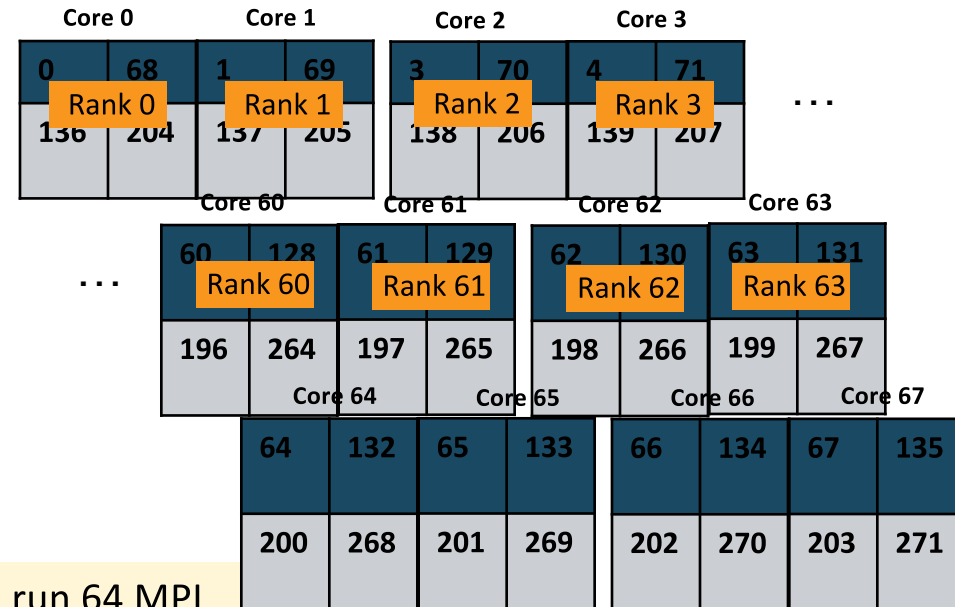 Core 0 Core 1 Core 2 Core 3
0 68 1 69 3 70 4 71
Rank 0 Rank 1 Rank 2 Rank 3 ...
136 204 137 205 138 206 139 207
Core 60 Core 61 Core 62 Core 63
60 128 61 129 62 130 63 131
... Rank 60 Rank 61 Rank 62 Rank 63
196 264 197 265 198 266 199 267
Core 64 Core 65 Core 66 Core 67
64 132 65 133 66 134 67 135
200 268 201 269 202 270 203 271
run 64 MPI